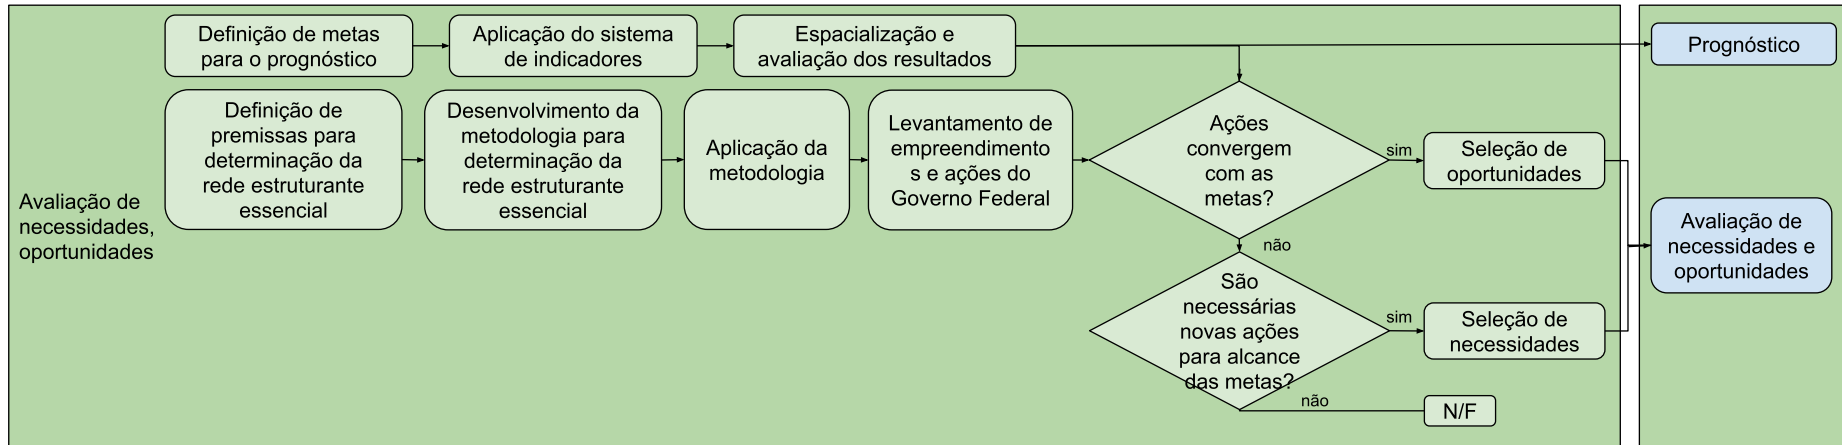 Avaliação de
necessidades,
oportunidades
Definição de metas
para o prognóstico
Aplicação do sistema
de indicadores
Espacialização e
avaliação dos resultados
Prognóstico
Definição de
premissas para
determinação da
rede estruturante
essencial
Desenvolvimento da
metodologia para
determinação da
rede estruturante
essencial
Aplicação da
metodologia
Levantamento de
empreendimento
s e ações do
Governo Federal
Ações
convergem
com as
metas?
sim
Seleção de
oportunidades
não
Avaliação de
necessidades e
oportunidades
São
necessárias
novas ações
para alcance
das metas?
sim
Seleção de
necessidades
não
N/F